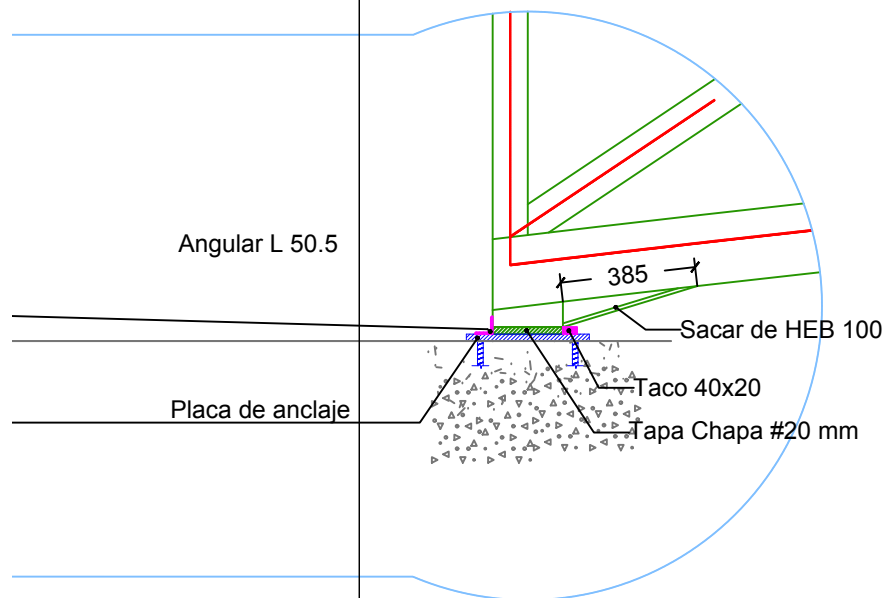 Angular L 50.5
385
Sacar de HEB 100
Taco 40x20
Placa de anclaje
Tapa Chapa #20 mm